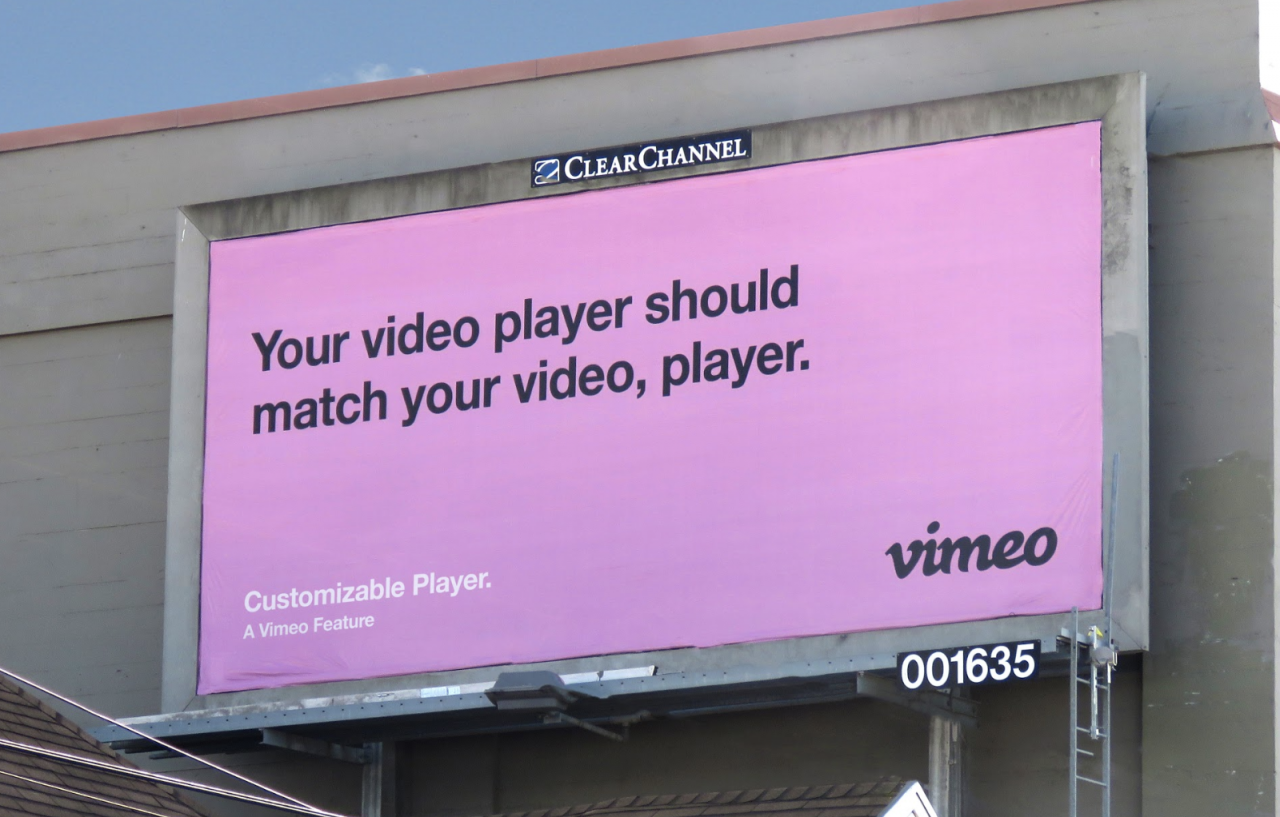 CLEARCHANNEL
Your video player should
match your video, player.
vimeo
Customizable Player.
A Vimeo Feature
001635